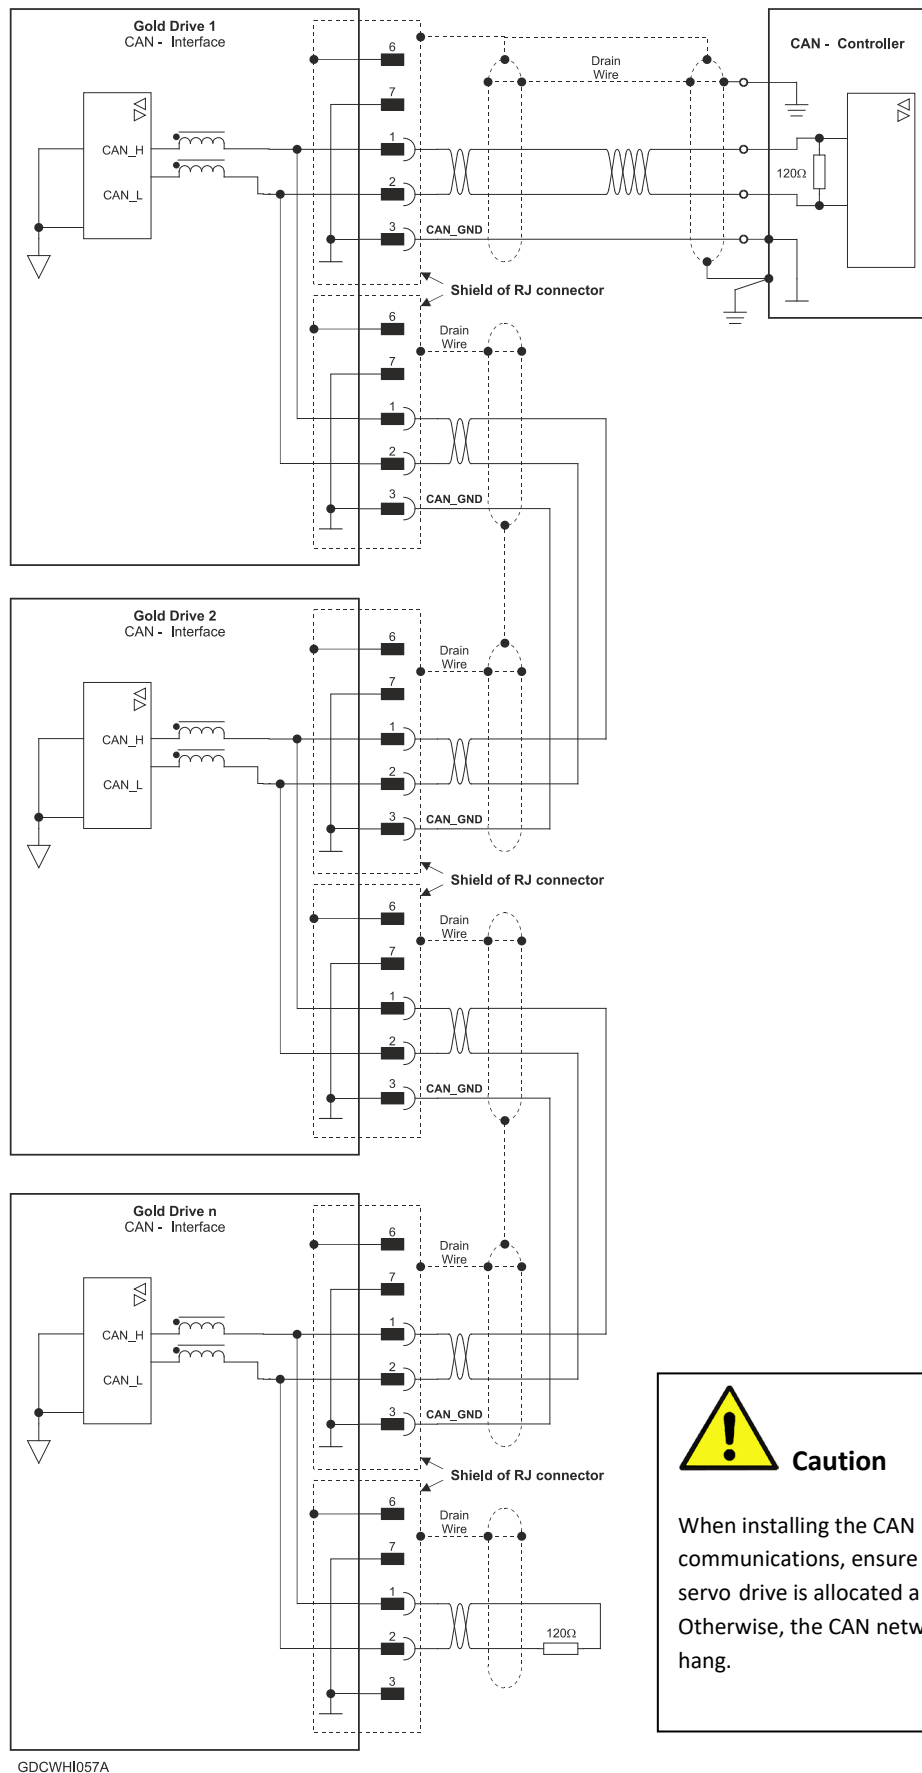 Gold Drive 1
CAN - Interface
CAN_H
CAN_L
6
7
1
2
3
CAN_GND
Drain
Wire
CAN - Controller
120Ω
Shield of RJ connector
6
7
1
2
3
CAN_GND
Drain
Wire
Gold Drive 2
CAN - Interface
CAN_H
CAN_L
6
7
1
2
3
CAN_GND
Drain
Wire
Shield of RJ connector
6
7
1
2
3
CAN_GND
Drain
Wire
Gold Drive n
CAN - Interface
CAN_H
CAN_L
6
7
1
2
3
CAN_GND
Drain
Wire
Shield of RJ connector
6
7
1
2
3
Drain
Wire
120Ω
Caution
When installing the CAN
communications, ensure
servo drive is allocated a
Otherwise, the CAN
hang.
GDCWHI057A